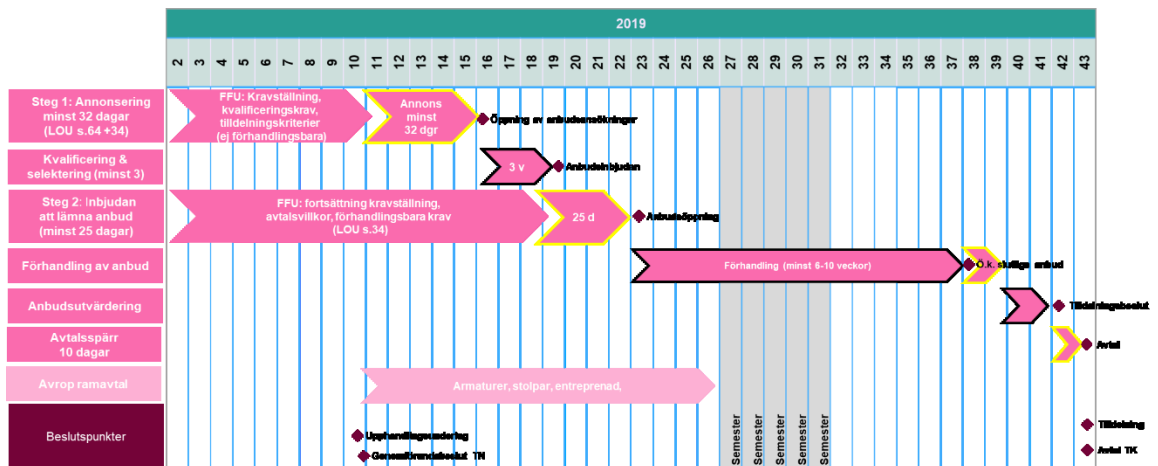 2019
2 3 4 5 6 7 8 9 10 11 12 13 14 15 16 17 18 19 20 21 22 23 24 25 26 27 28 29 30 31 32 33 34 35 36 37 38 39 40 41 42 43
Steg 1: Annonsering
minst 32 dagar
(LOU s.64 +34)
FFU: Kravställning,
kvalificeringskrav,
tilldelningskriterier
(ej förhandlingsbara)
Annons
minst
32 dgr
Öppning av anbudsansökningar
Kvalificering &
selektering (minst 3)
3 v
Anbudsinbjudan
Steg 2: Inbjudan
att lämna anbud
(minst 25 dagar)
FFU: fortsättning kravställning,
avtalsvillkor, förhandlingsbara krav
(LOU s.34)
25 d
Anbudsöppning
Förhandling av anbud
Förhandling (minst 6-10 veckor)
Ö.k. slutliga anbud
Anbudsutvärdering
Tilldelningsbeslut
Avtalsspärr
10 dagar
Avtal
Avrop ramavtal
Armaturer, stolpar, entreprenad,
Beslutspunkter
Upphandlingsunderlag
Genomförandebeslut TN
Semester
Semester
Semester
Semester
Semester
Tilldelning
Avtal TK